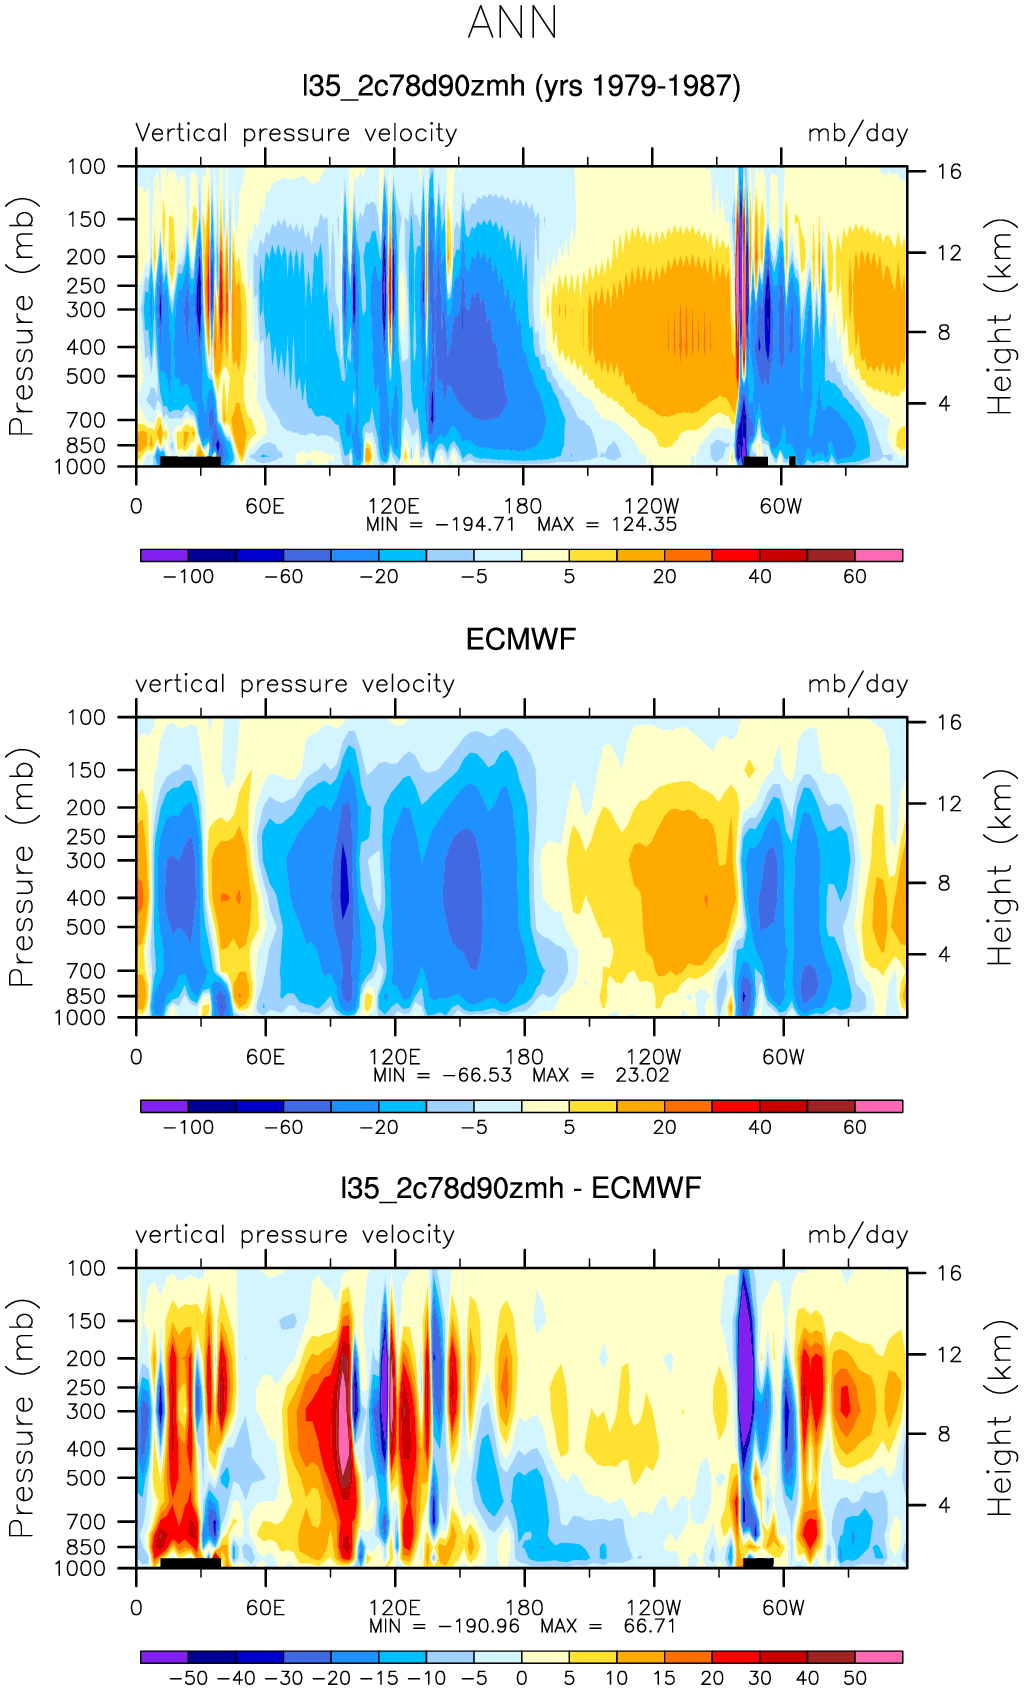 ANN
l35_2c78d90zmh (yrs 1979-1987)
Vertical pressure velocity mb/day
100
150
200
250
300
400
500
700
850
1000
Pressure (mb)
16
12
8
4
Height (km)
0 60E 120E 180 120W 60W
MIN = -194.71 MAX = 124.35
-100 -60 -20 -5 5 20 40 60
ECMWF
vertical pressure velocity mb/day
100
150
200
250
300
400
500
700
850
1000
Pressure (mb)
16
12
8
4
Height (km)
0 60E 120E 180 120W 60W
MIN = -66.53 MAX = 23.02
-100 -60 -20 -5 5 20 40 60
l35_2c78d90zmh - ECMWF
vertical pressure velocity mb/day
100
150
200
250
300
400
500
700
850
1000
Pressure (mb)
16
12
8
4
Height (km)
0 60E 120E 180 120W 60W
MIN = -190.96 MAX = 66.71
-50 -40 -30 -20 -15 -10 -5 0 5 10 15 20 30 40 50